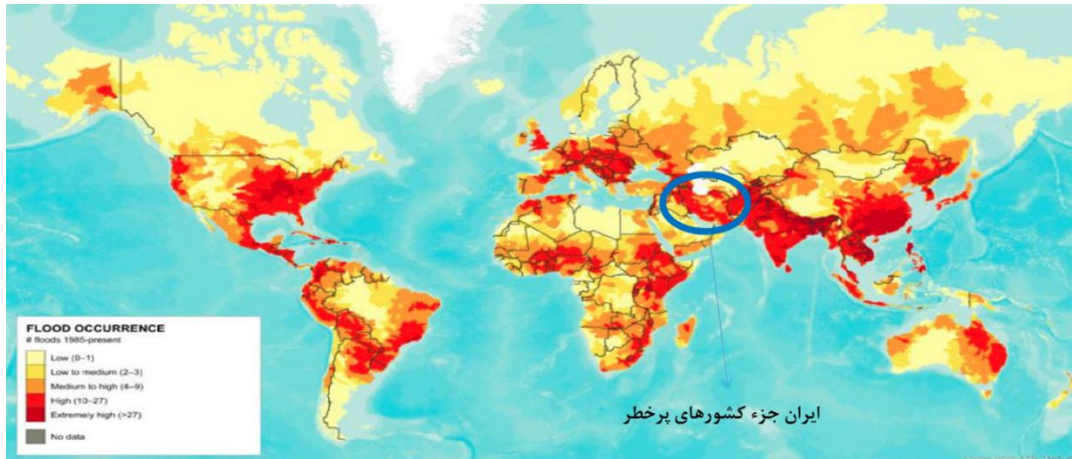 FLOOD OCCURRENCE
# floods 1985-present
Low (0–1)
Low to medium (2–3)
Medium to high (4–9)
High (10–27)
Extremely high (>27)
No data
ایران جزء کشورهای پرخطر